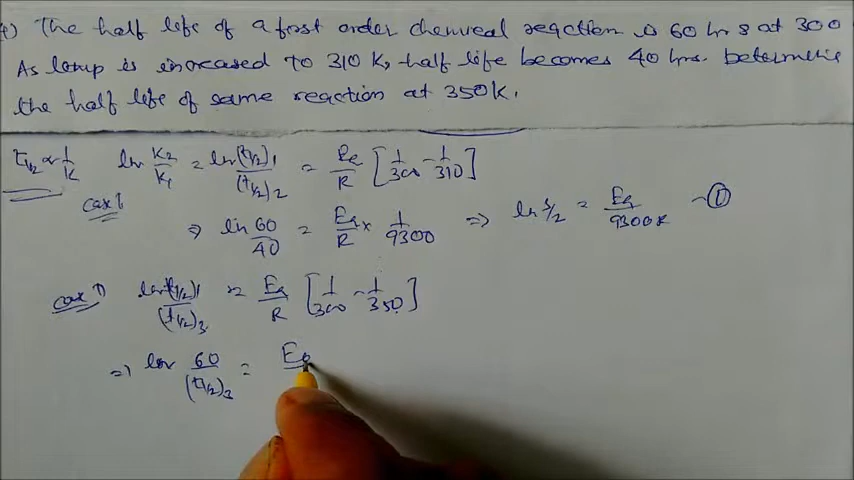 The half life of a first order chemical reaction is 60 hrs at 300
As temp is increased to 310 K, half life becomes 40 hrs. Determine
the half life of same reaction at 350K.
t1/2 ∝ 1/K ln K2/K1 = ln (t1/2)1/(t1/2)2 = Ea/R [1/300 - 1/310]
case I
⇒ ln 60/40 = Ea/R × 1/9300 ⇒ ln 3/2 = Ea/9300R -①
case II ln (t1/2)1/(t1/2)3 = Ea/R [1/300 - 1/350]
⇒ ln 60/(t1/2)3 = Ea